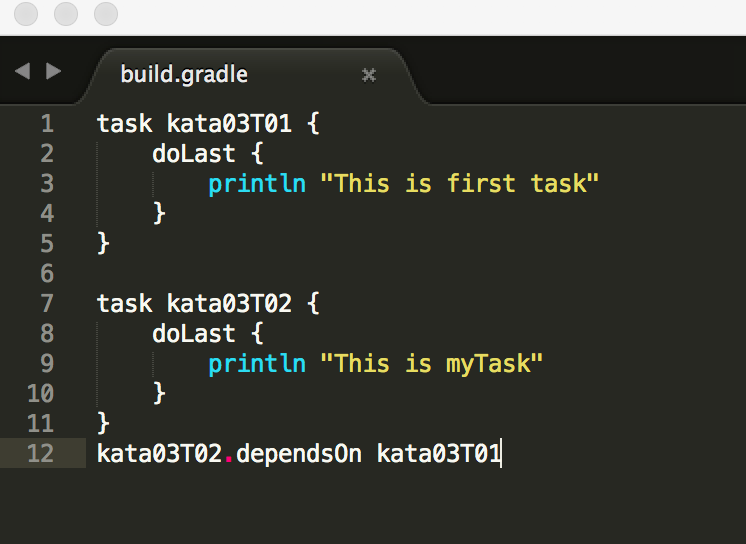 build.gradle
1 task kata03T01 {
2     doLast {
3         println "This is first task"
4     }
5 }
6
7 task kata03T02 {
8     doLast {
9         println "This is myTask"
10     }
11 }
12 kata03T02.dependsOn kata03T01